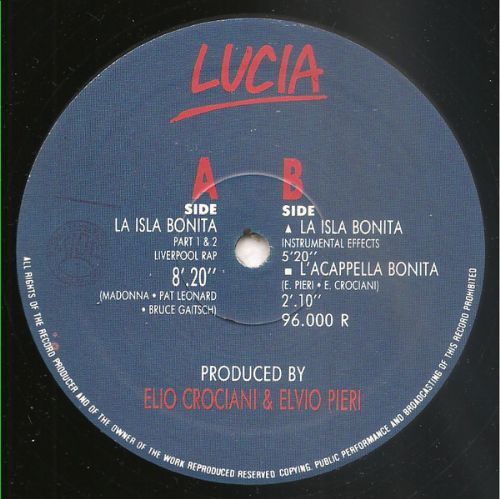 LUCIA
A
SIDE
LA ISLA BONITA
PART 1 & 2
LIVERPOOL RAP
8'.20"
(MADONNA • PAT LEONARD
• BRUCE GAITSCH)
B
SIDE
▲ LA ISLA BONITA
INSTRUMENTAL EFFECTS
5'20"
■ L'ACAPPELLA BONITA
(E. PIERI • E. CROCIANI)
2'.10"
96.000 R
PRODUCED BY
ELIO CROCIANI & ELVIO PIERI
ALL RIGHTS OF THE RECORD PRODUCER AND OF THE OWNER OF THE WORK REPRODUCED RESERVED COPYING, PUBLIC PERFORMANCE AND BROADCASTING OF THIS RECORD PROHIBITED